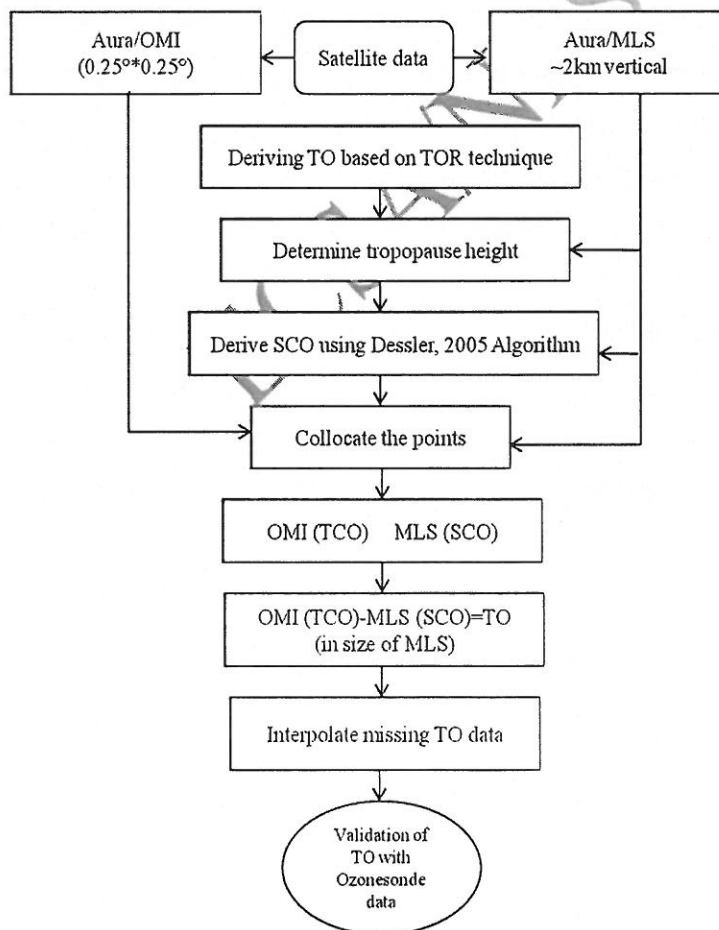 Aura/OMI
(0.25°*0.25°)
Satellite data
Aura/MLS
~2km vertical
Deriving TO based on TOR technique
Determine tropopause height
Derive SCO using Dessler, 2005 Algorithm
Collocate the points
OMI (TCO) MLS (SCO)
OMI (TCO)-MLS (SCO)=TO
(in size of MLS)
Interpolate missing TO data
Validation of
TO with
Ozonesonde
data